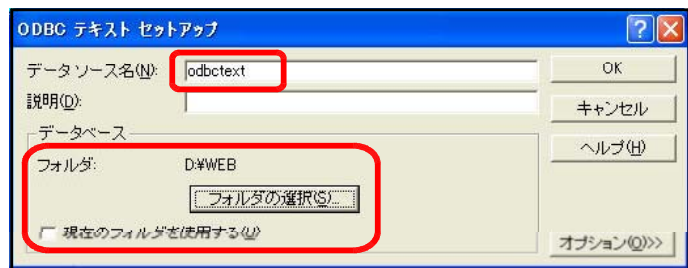 ODBC テキスト セットアップ
データ ソース名(N): odbctext
OK
説明(D):
キャンセル
データベース
ヘルプ(H)
フォルダ: D:¥WEB
フォルダの選択(S)...
現在のフォルダを使用する(U)
オプション(O)>>